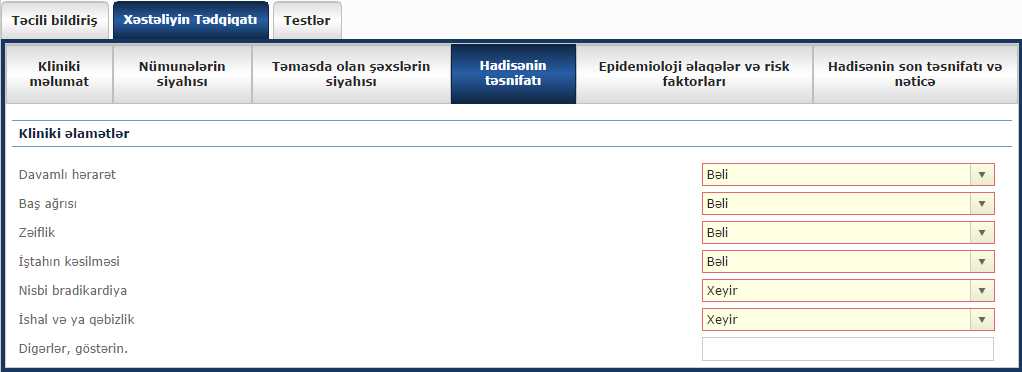 Təcili bildiriş
Xəstəliyin Tədqiqatı
Testlər
Kliniki
məlumat
Nümunələrin
siyahısı
Təmasda olan şəxslərin
siyahısı
Hadisənin
təsnifatı
Epidemioloji əlaqələr və risk
faktorları
Hadisənin son təsnifatı və
nəticə
Kliniki əlamətlər
Davamlı hərarət Bəli
Baş ağrısı Bəli
Zəiflik Bəli
İştahın kəsilməsi Bəli
Nisbi bradikardiya Xeyir
İshal və ya qəbizlik Xeyir
Digərlər, göstərin.